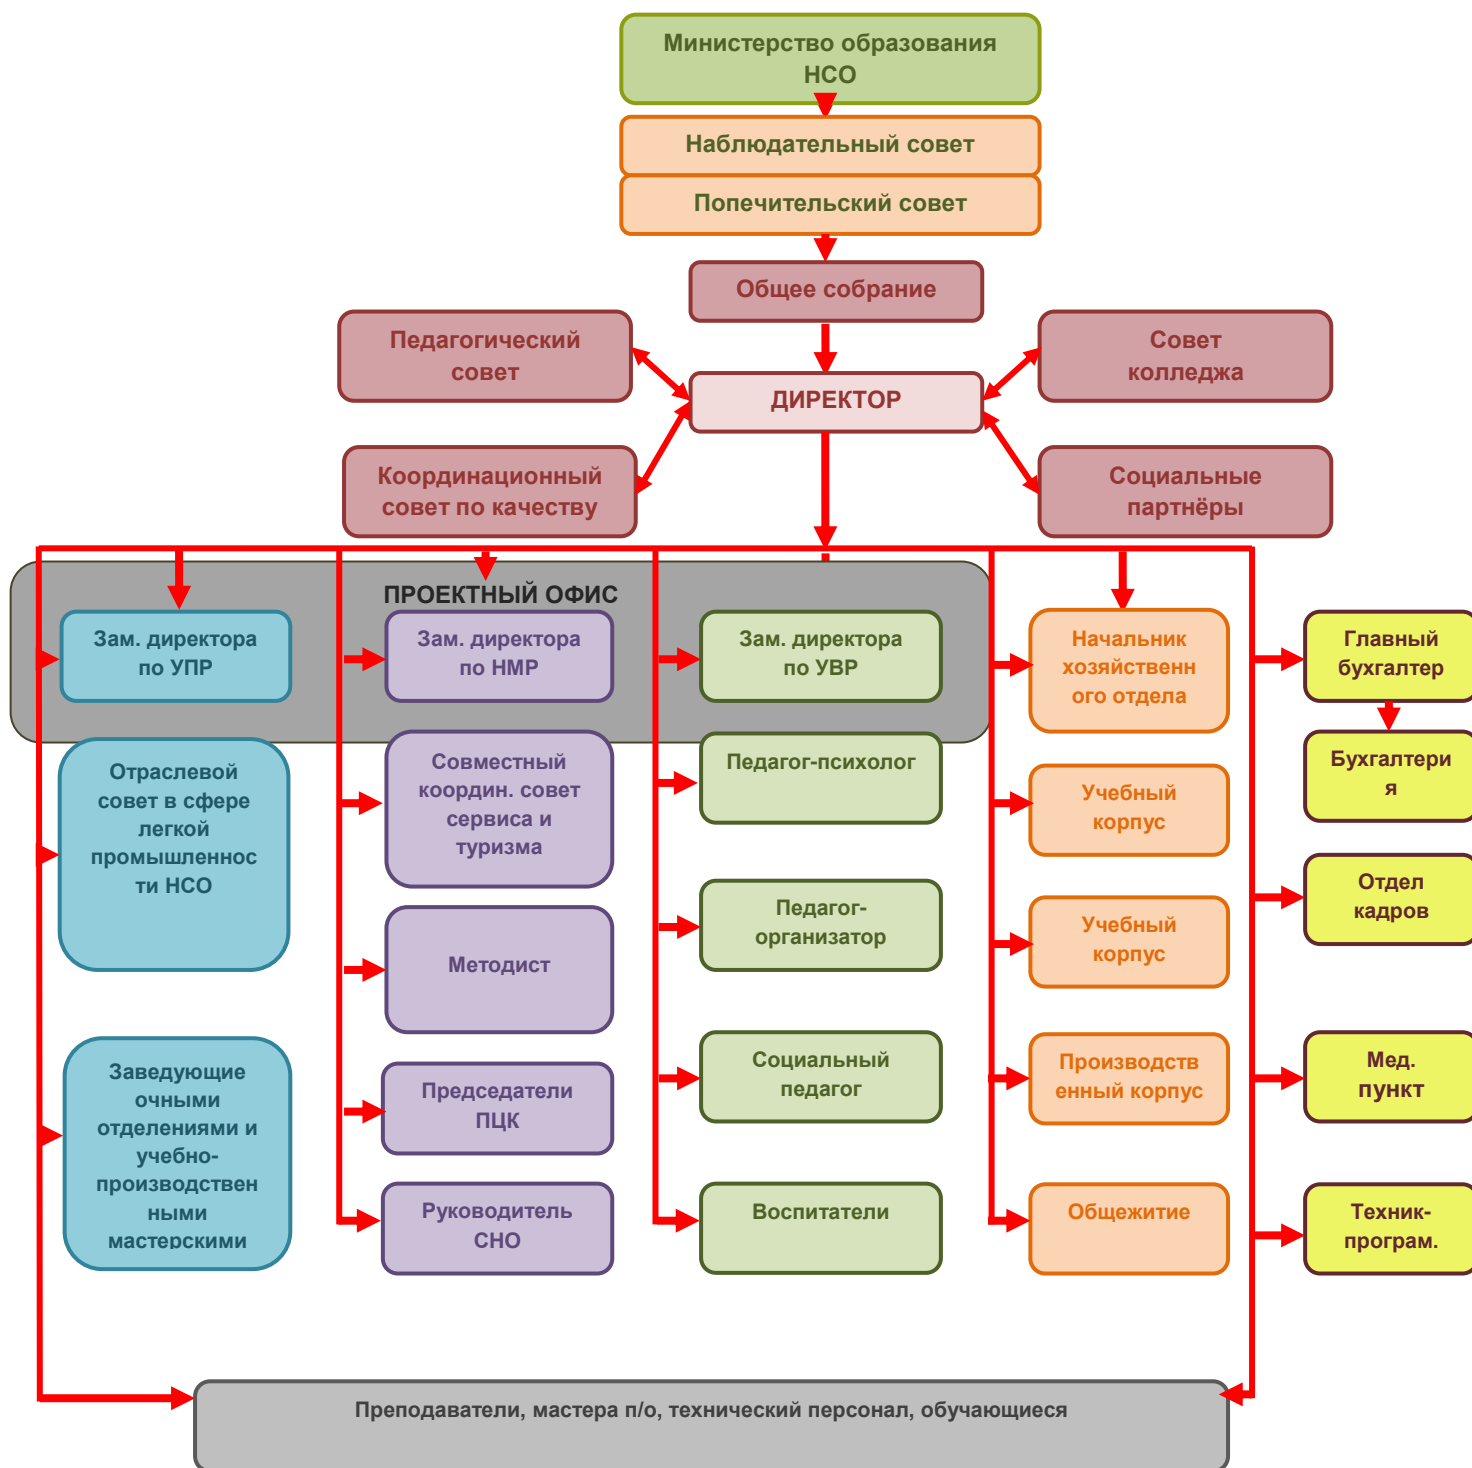 Министерство образования
НСО
Наблюдательный совет
Попечительский совет
Общее собрание
Педагогический
совет
Совет
колледжа
ДИРЕКТОР
Координационный
совет по качеству
Социальные
партнёры
ПРОЕКТНЫЙ ОФИС
Зам. директора
по УПР
Зам. директора
по НМР
Зам. директора
по УВР
Начальник
хозяйственн
ого отдела
Главный
бухгалтер
Отраслевой
совет в сфере
легкой
промышленнос
ти НСО
Совместный
координ. совет
сервиса и
туризма
Педагог-психолог
Учебный
корпус
Бухгалтери
я
Методист
Педагог-
организатор
Учебный
корпус
Отдел
кадров
Заведующие
очными
отделениями и
учебно-
производствен
ными
мастерскими
Председатели
ПЦК
Социальный
педагог
Производств
енный корпус
Мед.
пункт
Руководитель
СНО
Воспитатели
Общежитие
Техник-
програм.
Преподаватели, мастера п/о, технический персонал, обучающиеся